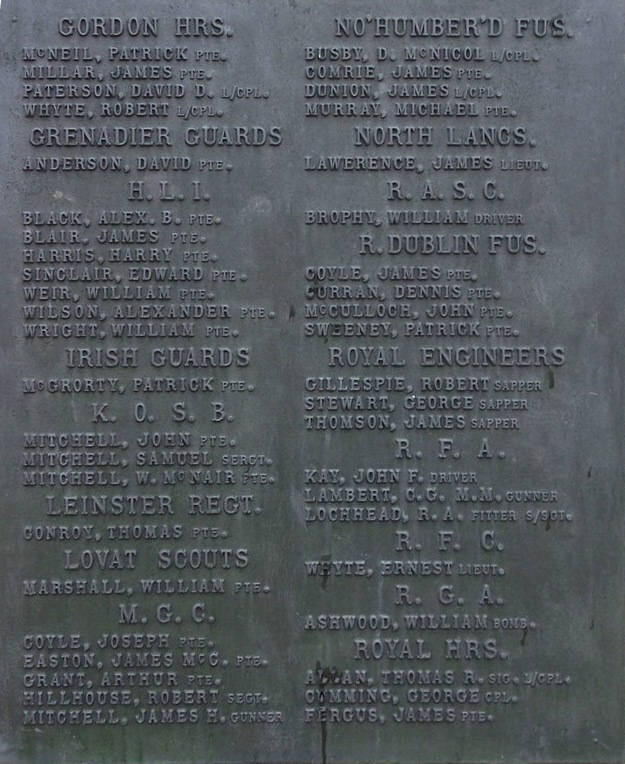 GORDON HRS.
McNEIL, PATRICK PTE.
MILLAR, JAMES PTE.
PATERSON, DAVID D. L/CPL.
WHYTE, ROBERT L/CPL.
GRENADIER GUARDS
ANDERSON, DAVID PTE.
H. L. I.
BLACK, ALEX. B. PTE.
BLAIR, JAMES PTE.
HARRIS, HARRY PTE.
SINCLAIR, EDWARD PTE.
WEIR, WILLIAM PTE.
WILSON, ALEXANDER PTE.
WRIGHT, WILLIAM PTE.
IRISH GUARDS
McGRORTY, PATRICK PTE.
K. O. S. B.
MITCHELL, JOHN PTE.
MITCHELL, SAMUEL SERGT.
MITCHELL, W. McNAIR PTE.
LEINSTER REGT.
CONROY, THOMAS PTE.
LOVAT SCOUTS
MARSHALL, WILLIAM PTE.
M. G. C.
COYLE, JOSEPH PTE.
EASTON, JAMES McC. PTE.
GRANT, ARTHUR PTE.
HILLHOUSE, ROBERT SEGT.
MITCHELL, JAMES H. GUNNER
NO'HUMBER'D FUS.
BUSBY, D. McNICOL L/CPL.
COMRIE, JAMES PTE.
DUNION, JAMES L/CPL.
MURRAY, MICHAEL PTE.
NORTH LANCS.
LAWERENCE, JAMES LIEUT.
R. A. S. C.
BROPHY, WILLIAM DRIVER
R. DUBLIN FUS.
COYLE, JAMES PTE.
CURRAN, DENNIS PTE.
McCULLOCH, JOHN PTE.
SWEENEY, PATRICK PTE.
ROYAL ENGINEERS
GILLESPIE, ROBERT SAPPER
STEWART, GEORGE SAPPER
THOMSON, JAMES SAPPER
R. F. A.
KAY, JOHN F. DRIVER
LAMBERT, C.G. M.M. GUNNER
LOCHHEAD, R. A. FITTER S/SGT.
R. F. C.
WHYTE, ERNEST LIEUT.
R. G. A.
ASHWOOD, WILLIAM BOMB.
ROYAL HRS.
ALLAN, THOMAS R. SIG. L/CPL.
CUMMING, GEORGE CPL.
FERGUS, JAMES PTE.